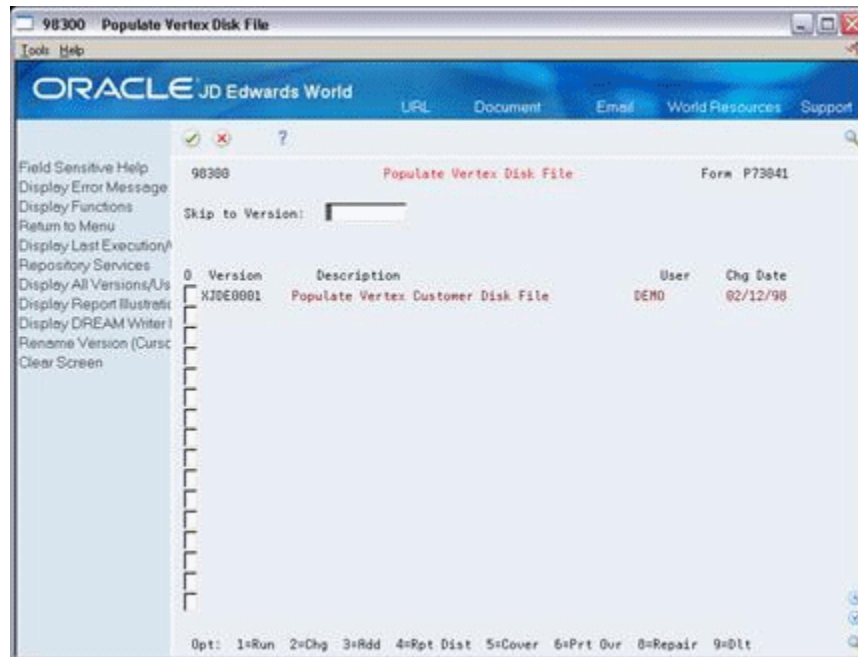 98300 Populate Vertex Disk File
Tools Help
ORACLE JD Edwards World
URL Document Email World Resources Support
?
Field Sensitive Help
Display Error Message
Display Functions
Return to Menu
Display Last Execution/
Repository Services
Display All Versions/Us
Display Report Illustratic
Display DREAM Writer
Rename Version (Cursc
Clear Screen
98300 Populate Vertex Disk File Form P73041
Skip to Version:
O Version Description User Chg Date
XJDE0001 Populate Vertex Customer Disk File DEMO 02/12/98
Opt: 1=Run 2=Chg 3=Add 4=Rpt Dist 5=Cover 6=Prt Ovr 8=Repair 9=Dlt